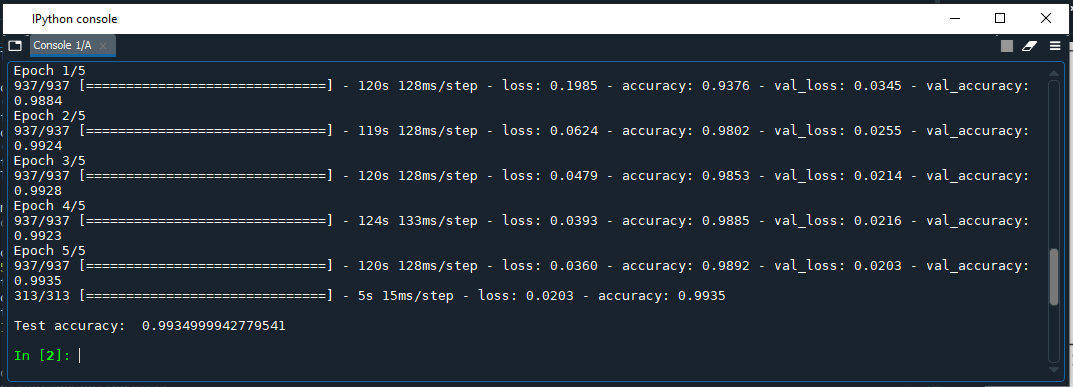 IPython console
Console 1/A
Epoch 1/5
937/937 [==============================] - 120s 128ms/step - loss: 0.1985 - accuracy: 0.9376 - val_loss: 0.0345 - val_accuracy:
0.9884
Epoch 2/5
937/937 [==============================] - 119s 128ms/step - loss: 0.0624 - accuracy: 0.9802 - val_loss: 0.0255 - val_accuracy:
0.9924
Epoch 3/5
937/937 [==============================] - 120s 128ms/step - loss: 0.0479 - accuracy: 0.9853 - val_loss: 0.0214 - val_accuracy:
0.9928
Epoch 4/5
937/937 [==============================] - 124s 133ms/step - loss: 0.0393 - accuracy: 0.9885 - val_loss: 0.0216 - val_accuracy:
0.9923
Epoch 5/5
937/937 [==============================] - 120s 128ms/step - loss: 0.0360 - accuracy: 0.9892 - val_loss: 0.0203 - val_accuracy:
0.9935
313/313 [==============================] - 5s 15ms/step - loss: 0.0203 - accuracy: 0.9935
Test accuracy:  0.9934999942779541
In [2]: